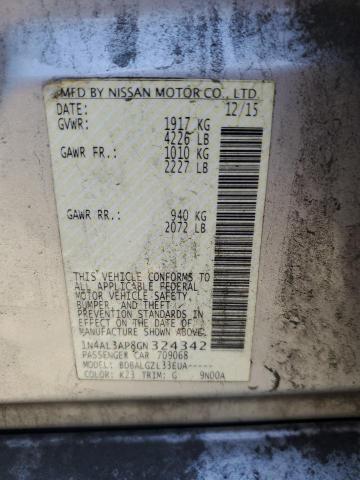 MFD BY NISSAN MOTOR CO., LTD.
DATE: 12/15
GVWR: 1917 KG
4226 LB
GAWR FR.: 1010 KG
2227 LB
GAWR RR.: 940 KG
2072 LB
THIS VEHICLE CONFORMS TO
ALL APPLICABLE FEDERAL
MOTOR VEHICLE SAFETY,
BUMPER, AND THEFT
PREVENTION STANDARDS IN
EFFECT ON THE DATE OF
MANUFACTURE SHOWN ABOVE.
1N4AL3AP8GN324342
PASSENGER CAR 709068
MODEL: BDBALGZL33EUA-----
COLOR: K23 TRIM: G 9N00A